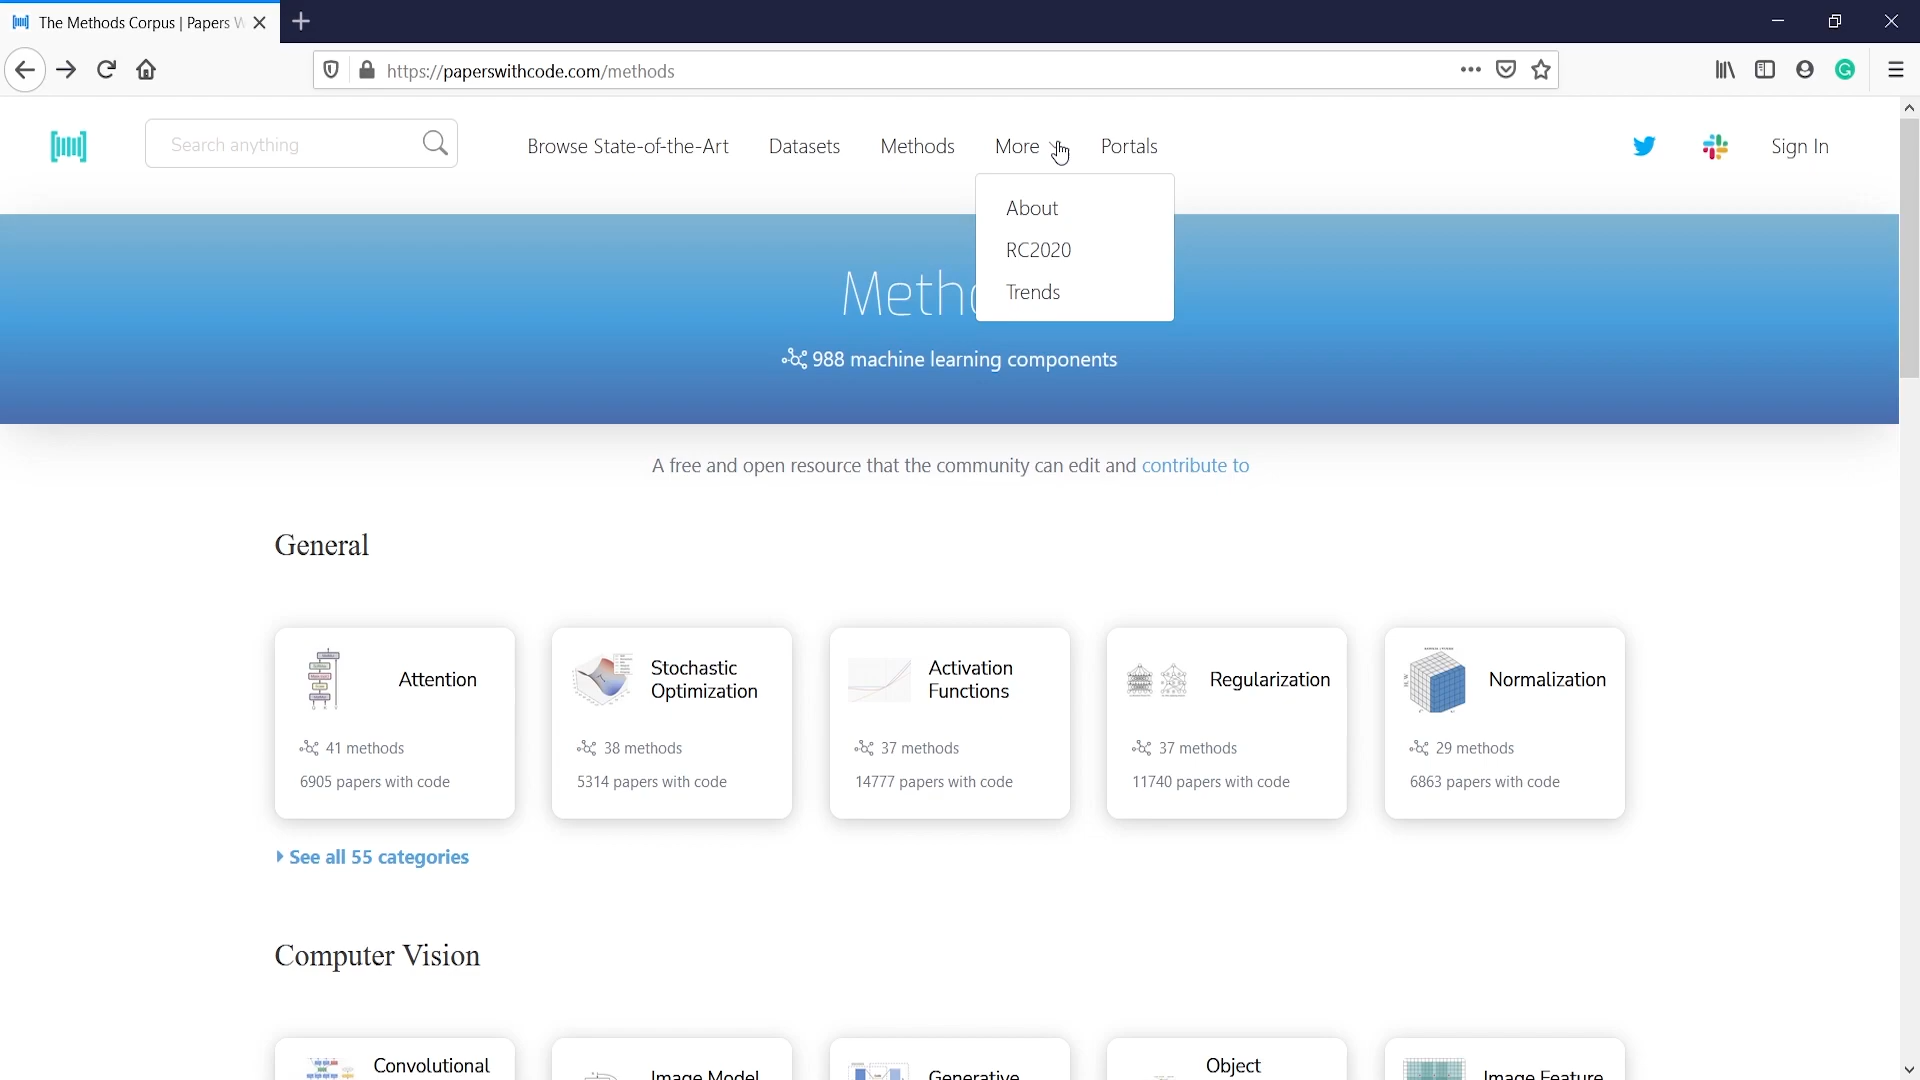 The Methods Corpus | Papers W
https://paperswithcode.com/methods
Search anything
Browse State-of-the-Art
Datasets
Methods
More
Portals
Sign In
About
RC2020
Trends
Metho
988 machine learning components
A free and open resource that the community can edit and contribute to
General
Attention
41 methods
6905 papers with code
Stochastic
Optimization
38 methods
5314 papers with code
Activation
Functions
37 methods
14777 papers with code
Regularization
37 methods
11740 papers with code
Normalization
29 methods
6863 papers with code
See all 55 categories
Computer Vision
Convolutional
Image Model
Generative
Object
Image Feature